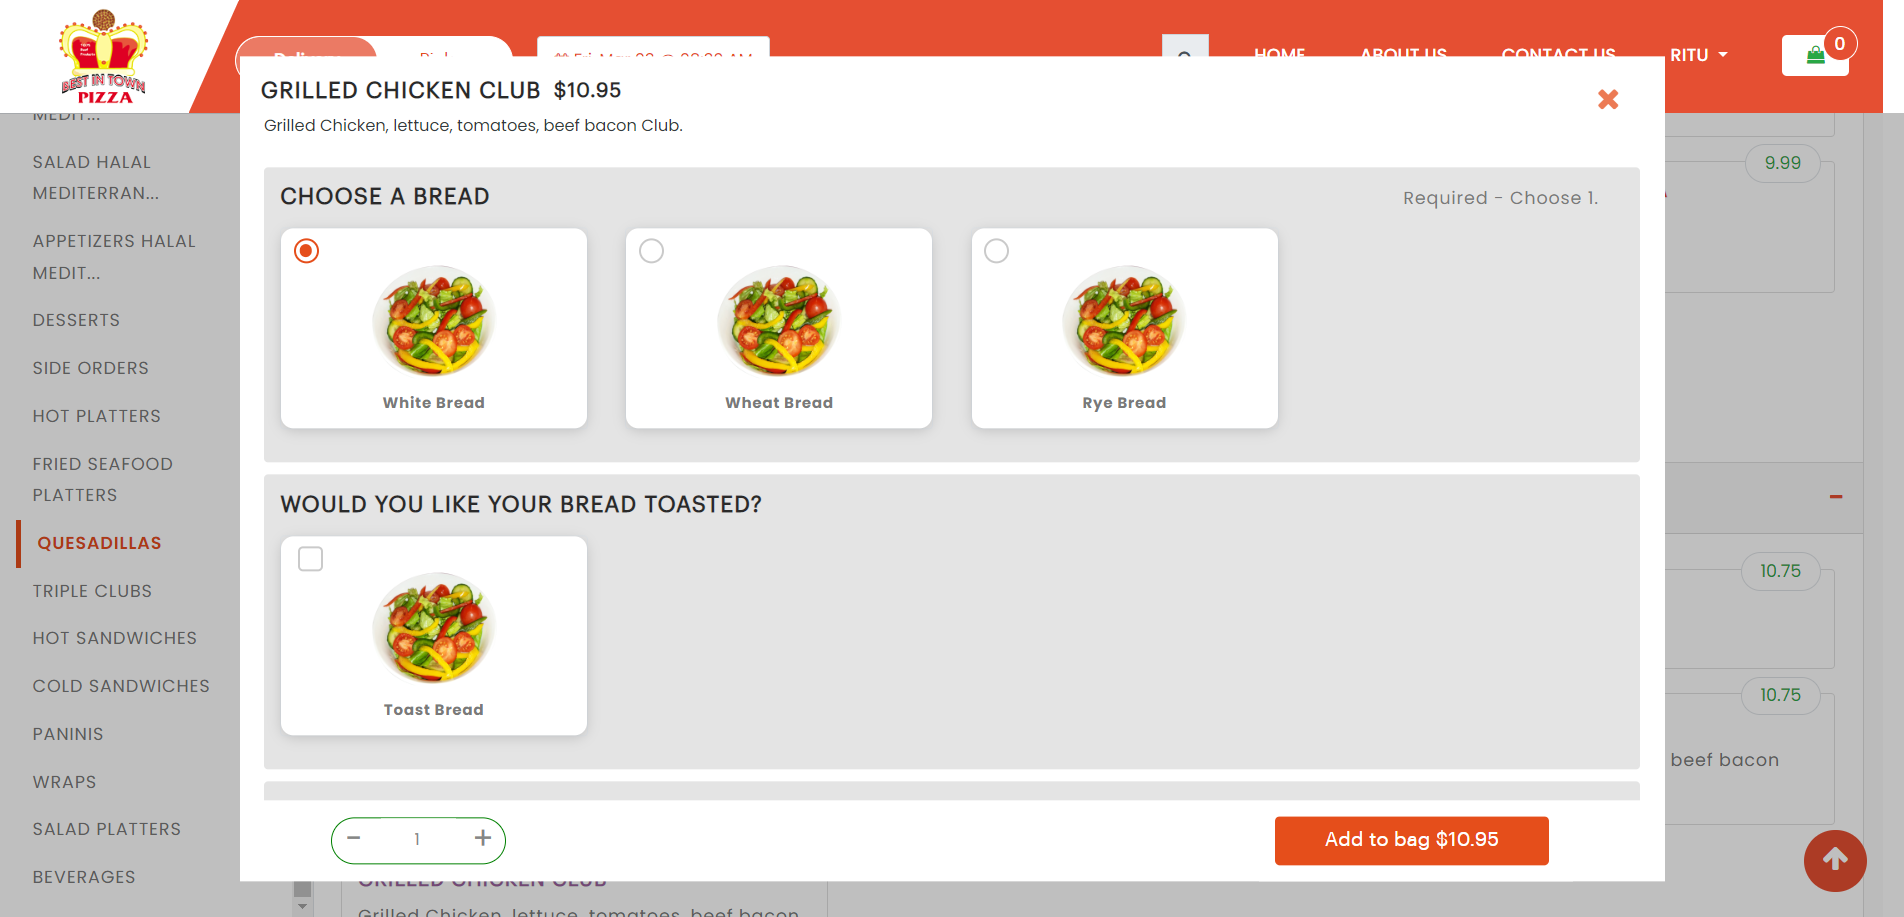 BEST IN TOWN
PIZZA
HOME
ABOUT US
CONTACT US
RITU
0
GRILLED CHICKEN CLUB $10.95
Grilled Chicken, lettuce, tomatoes, beef bacon Club.
MEDIT...
SALAD HALAL
MEDITERRAN...
APPETIZERS HALAL
MEDIT...
DESSERTS
SIDE ORDERS
HOT PLATTERS
FRIED SEAFOOD
PLATTERS
QUESADILLAS
TRIPLE CLUBS
HOT SANDWICHES
COLD SANDWICHES
PANINIS
WRAPS
SALAD PLATTERS
BEVERAGES
CHOOSE A BREAD
Required - Choose 1.
White Bread
Wheat Bread
Rye Bread
WOULD YOU LIKE YOUR BREAD TOASTED?
Toast Bread
1
Add to bag $10.95
9.99
10.75
10.75
beef bacon
GRILLED CHICKEN CLUB
Grilled Chicken, lettuce, tomatoes, beef bacon